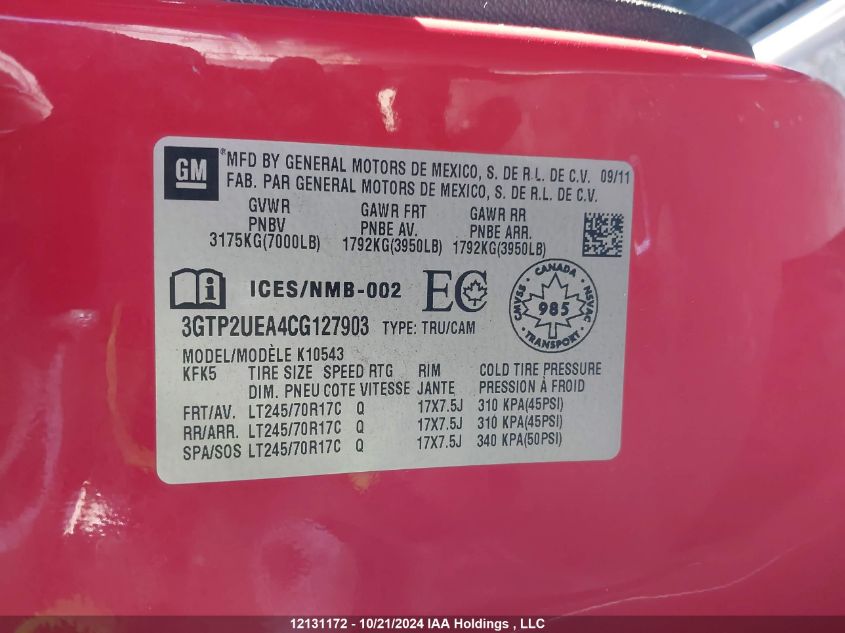 GM
®MFD BY GENERAL MOTORS DE MEXICO, S. DE R.L. DE C.V. 09/11
FAB. PAR GENERAL MOTORS DE MEXICO, S. DE R.L. DE C.V.
GVWR GAWR FRT GAWR RR
PNBV PNBE AV. PNBE ARR.
3175KG(7000LB) 1792KG(3950LB) 1792KG(3950LB)
i ICES/NMB-002 EC
CANADA
CMVSS 985 NSVAC
TRANSPORT
3GTP2UEA4CG127903 TYPE: TRU/CAM
MODEL/MODÈLE K10543
KFK5 TIRE SIZE SPEED RTG RIM COLD TIRE PRESSURE
DIM. PNEU COTE VITESSE JANTE PRESSION À FROID
FRT/AV. LT245/70R17C Q 17X7.5J 310 KPA(45PSI)
RR/ARR. LT245/70R17C Q 17X7.5J 310 KPA(45PSI)
SPA/SOS LT245/70R17C Q 17X7.5J 340 KPA(50PSI)
12131172 - 10/21/2024 IAA Holdings , LLC